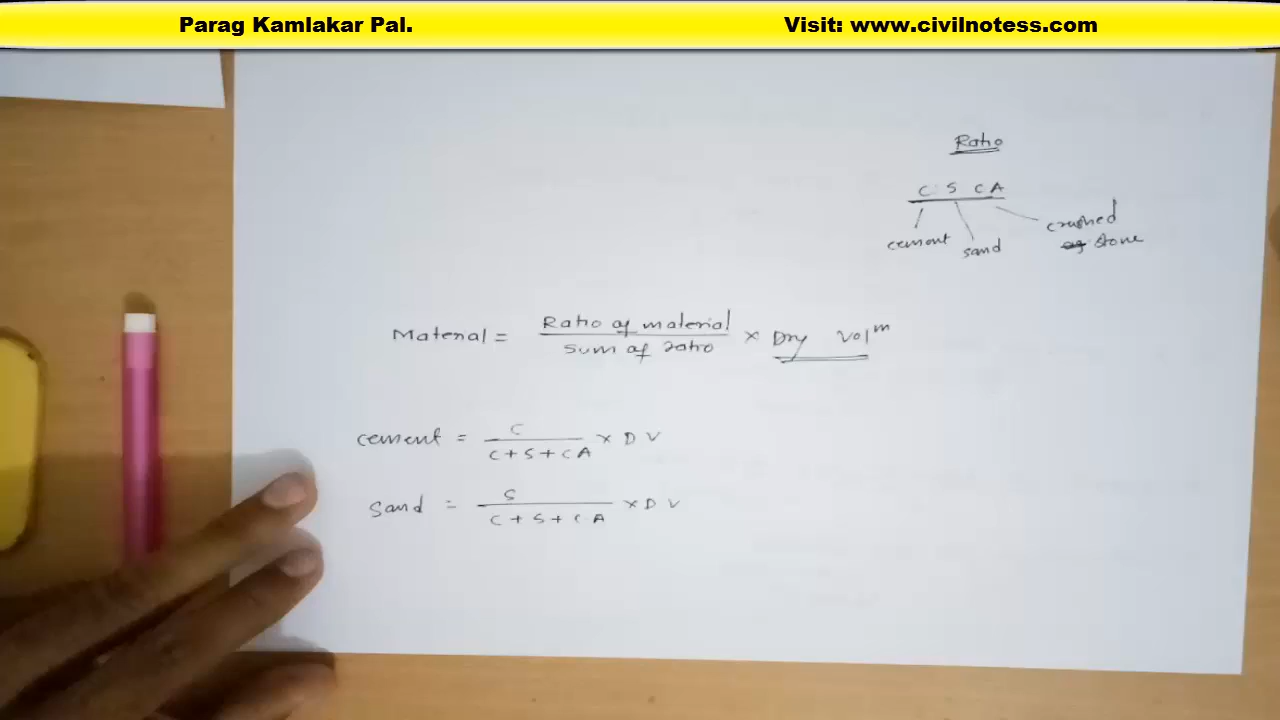 Parag Kamlakar Pal. Visit: www.civilnotess.com
Ratio
C S CA
cement sand crushed stone
Material = Ratio of material / Sum of ratio × Dry Volm
cement = C / C+S+CA × D V
Sand = S / C+S+CA × D V